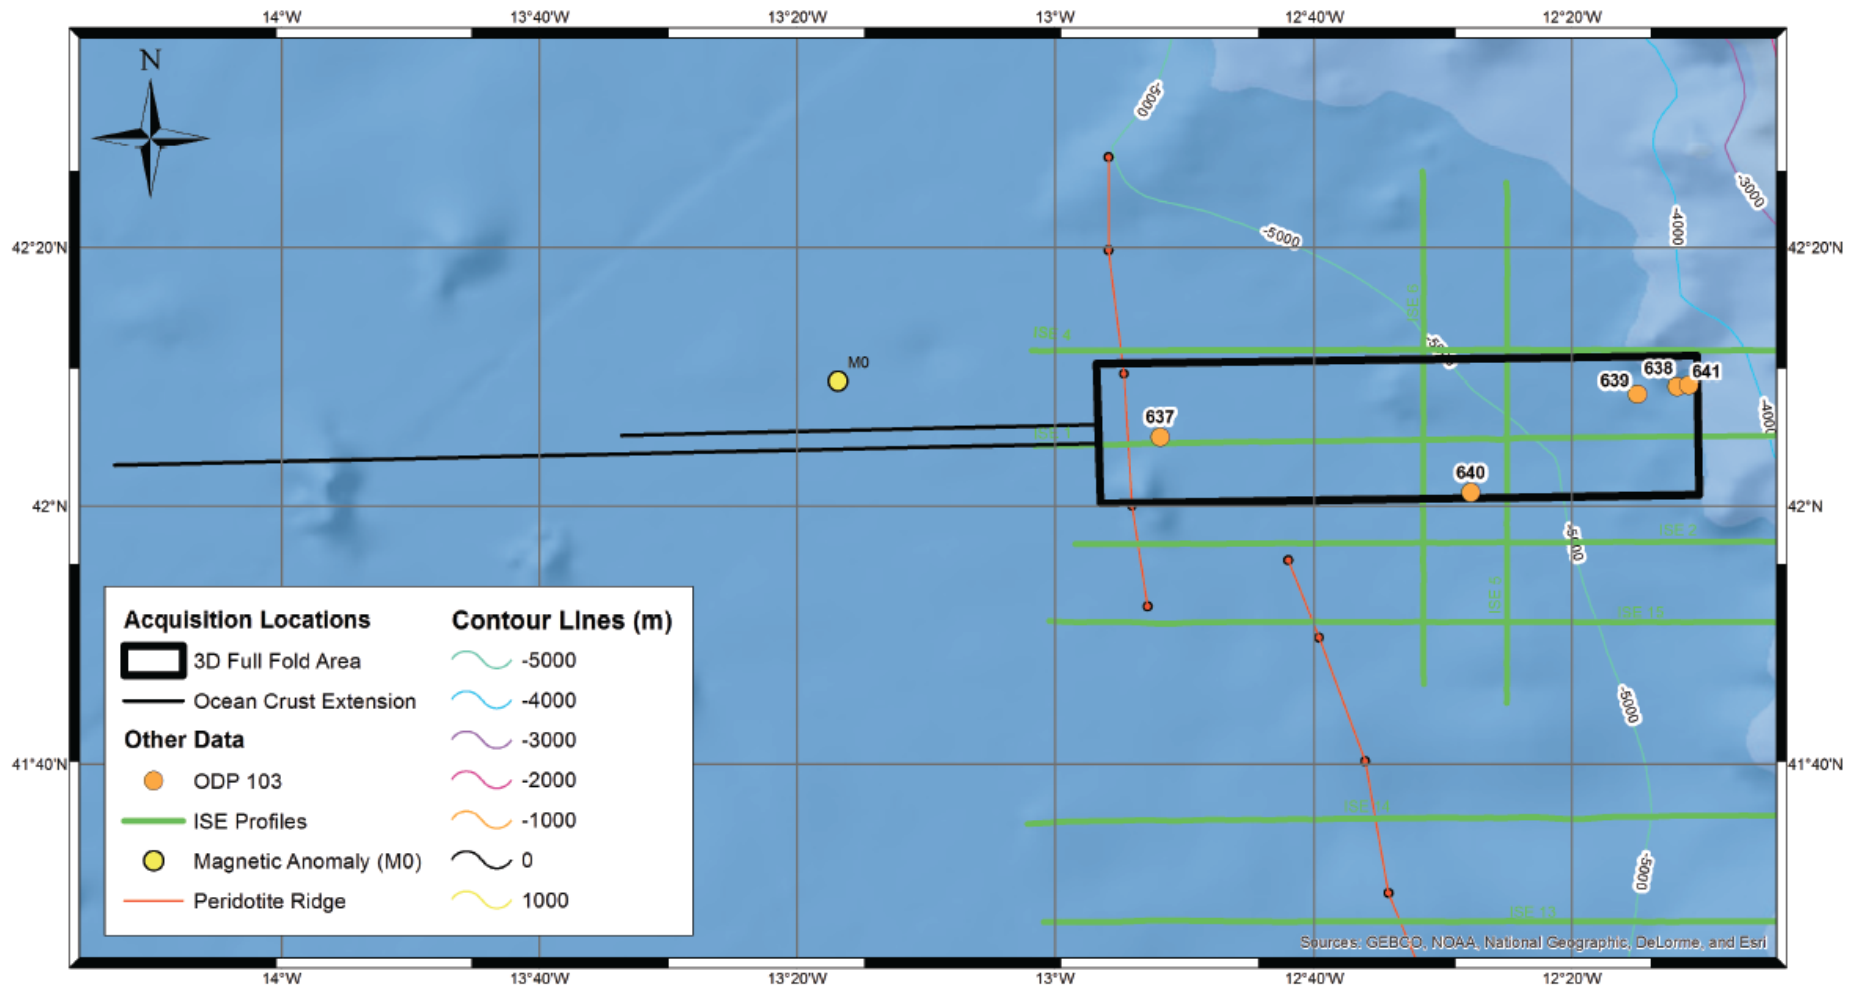 14°W
13°40'W
13°20'W
13°W
12°40'W
12°20'W
N
-5000
-3000
-4000
-5000
42°20'N
42°20'N
ISE 4
M0
638
641
639
637
-4000
640
42°N
42°N
-5000
Acquisition Locations
3D Full Fold Area
Ocean Crust Extension
Other Data
ODP 103
ISE Profiles
Magnetic Anomaly (M0)
Peridotite Ridge
Contour Lines (m)
-5000
-4000
-3000
-2000
-1000
0
1000
-5000
41°40'N
41°40'N
-5000
Sources: GEBCO, NOAA, National Geographic, DeLorme, and Esri
14°W
13°40'W
13°20'W
13°W
12°40'W
12°20'W